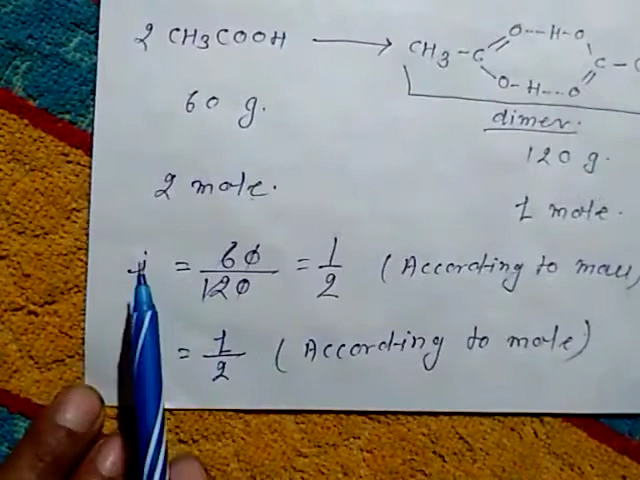 2 CH3COOH → CH3-C O---H-O C-
O-H---O
60 g.
dimer.
120 g.
2 mole.
1 mole.
i = 60/120 = 1/2 (According to mass)
= 1/2 (According to mole)